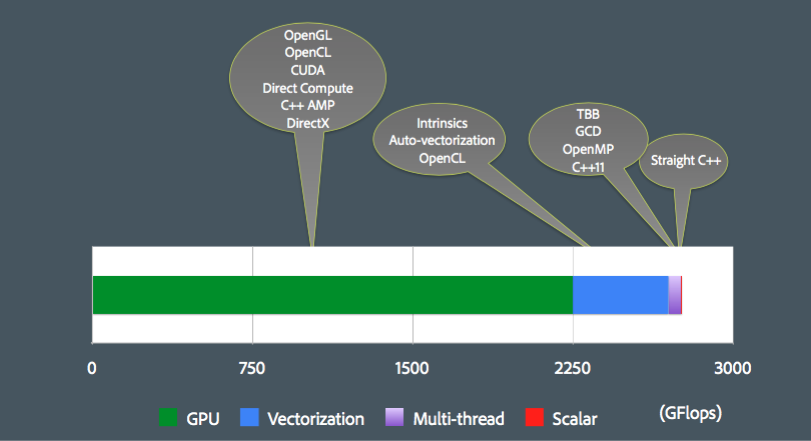 OpenGL
OpenCL
CUDA
Direct Compute
C++ AMP
DirectX
Intrinsics
Auto-vectorization
OpenCL
TBB
GCD
OpenMP
C++11
Straight C++
0 750 1500 2250 3000
GPU Vectorization Multi-thread Scalar (GFlops)